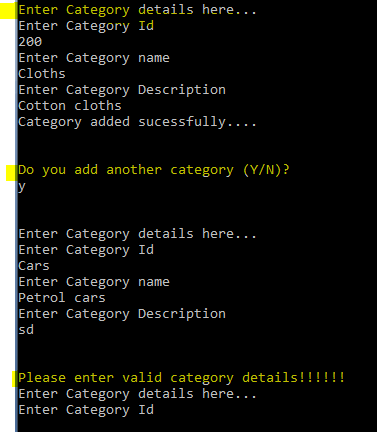 Enter Category details here...
Enter Category Id
200
Enter Category name
Cloths
Enter Category Description
Cotton cloths
Category added sucessfully....
Do you add another category (Y/N)?
y
Enter Category details here...
Enter Category Id
Cars
Enter Category name
Petrol cars
Enter Category Description
sd
Please enter valid category details!!!!!!
Enter Category details here...
Enter Category Id